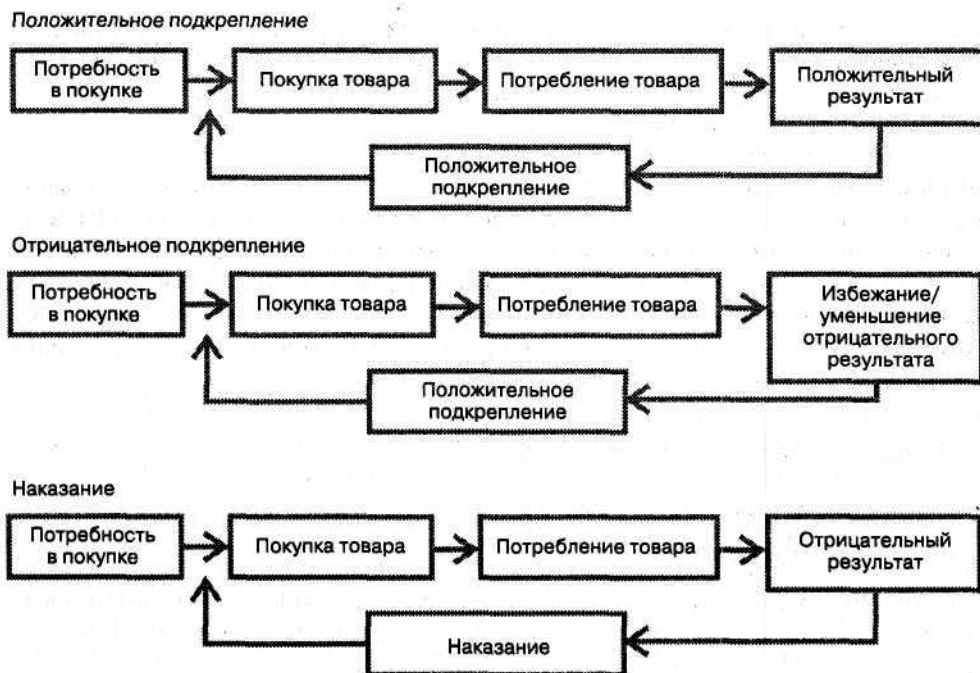 Положительное подкрепление
Потребность
в покупке
Покупка товара
Потребление товара
Положительный
результат
Положительное
подкрепление
Отрицательное подкрепление
Потребность
в покупке
Покупка товара
Потребление товара
Избежание/
уменьшение
отрицательного
результата
Положительное
подкрепление
Наказание
Потребность
в покупке
Покупка товара
Потребление товара
Отрицательный
результат
Наказание